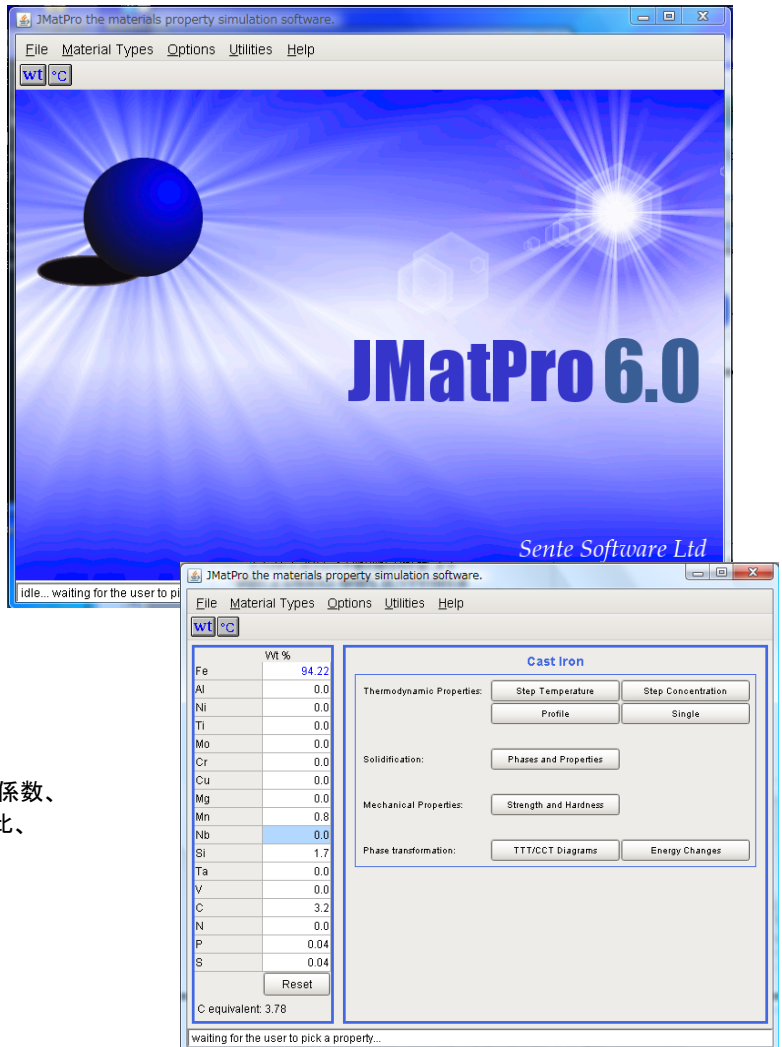 JMatPro the materials property simulation software.
File Material Types Options Utilities Help
wt °C
JMatPro 6.0
Sente Software Ltd
idle... waiting for the user to pi
JMatPro the materials property simulation software.
File Material Types Options Utilities Help
wt °C
Wt %
Fe 94.22
Al 0.0
Ni 0.0
Ti 0.0
Mo 0.0
Cr 0.0
Cu 0.0
Mg 0.0
Mn 0.8
Nb 0.0
Si 1.7
Ta 0.0
V 0.0
C 3.2
N 0.0
P 0.04
S 0.04
Reset
C equivalent: 3.78
Cast Iron
Thermodynamic Properties: Step Temperature Step Concentration
Profile Single
Solidification: Phases and Properties
Mechanical Properties: Strength and Hardness
Phase transformation: TTT/CCT Diagrams Energy Changes
waiting for the user to pick a property...
係数、
比、